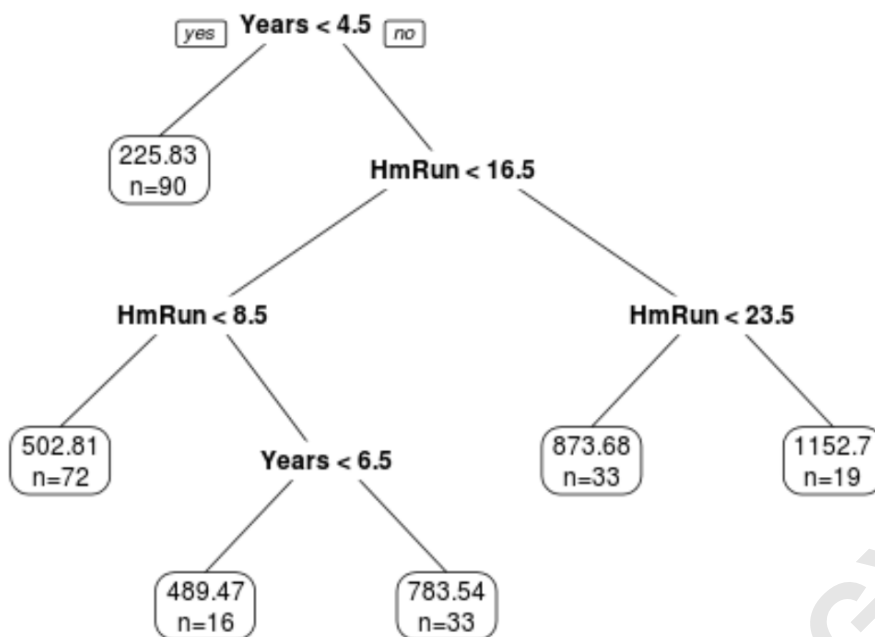 yes Years < 4.5 no
225.83
n=90
HmRun < 16.5
HmRun < 8.5
HmRun < 23.5
502.81
n=72
Years < 6.5
873.68
n=33
1152.7
n=19
489.47
n=16
783.54
n=33